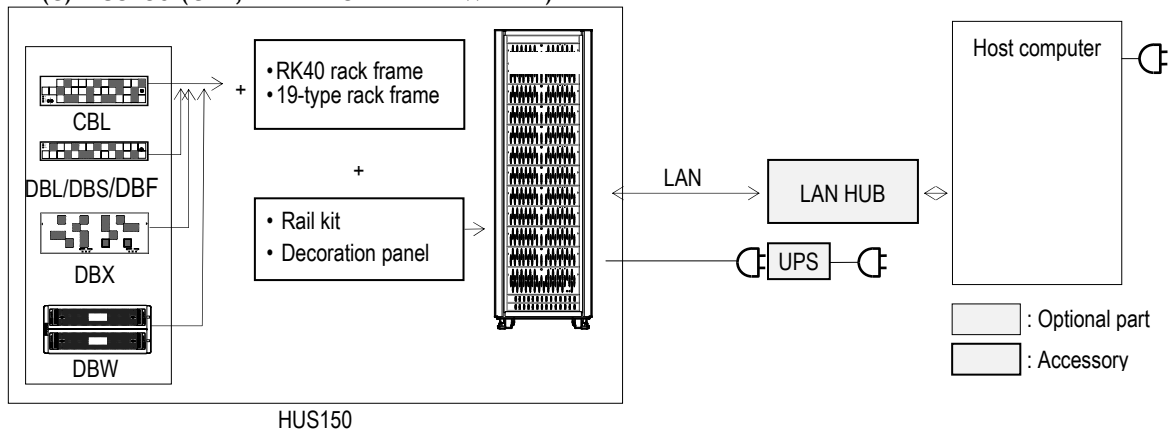 • RK40 rack frame
• 19-type rack frame
+
CBL
DBL/DBS/DBF
DBX
DBW
+
• Rail kit
• Decoration panel
HUS150
LAN
LAN HUB
UPS
Host computer
: Optional part
: Accessory